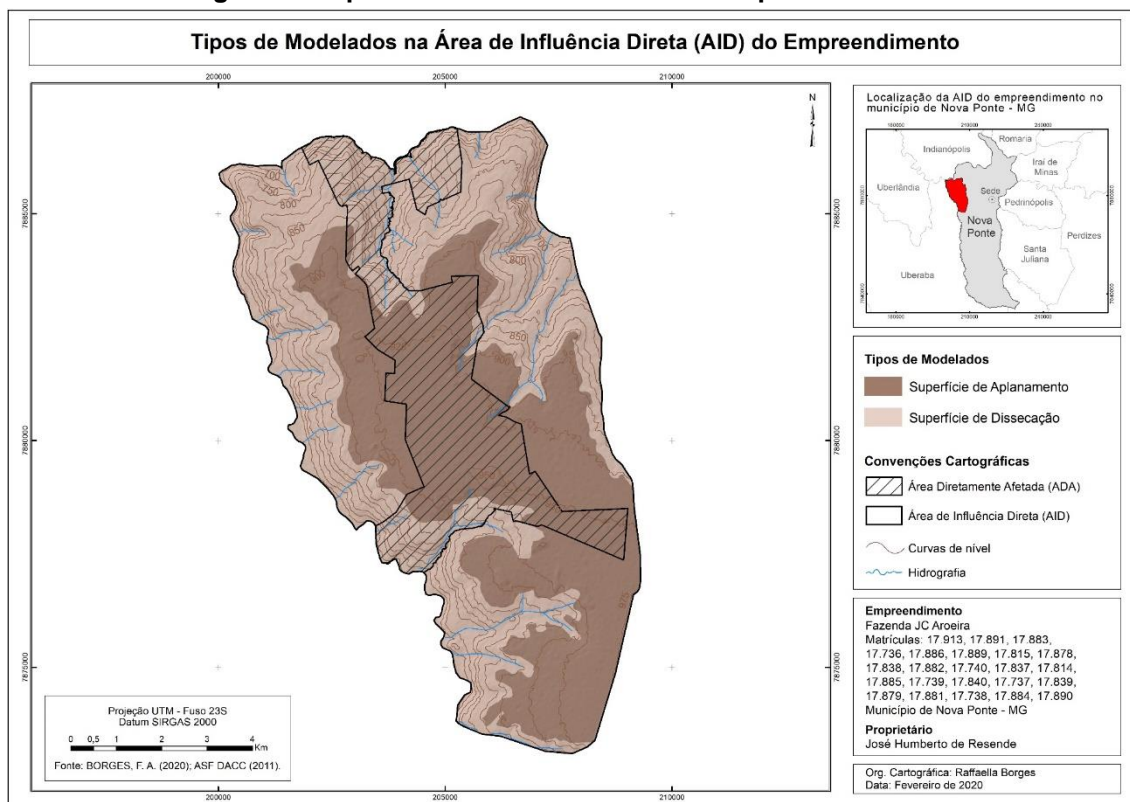 Tipos de Modelados na Área de Influência Direta (AID) do Empreendimento
200000
205000
210000
7885000
7885000
7880000
7880000
7875000
7875000
200000
205000
210000
N
700
750
800
850
800
850
875
Projeção UTM - Fuso 23S
Datum SIRGAS 2000
0 0,5 1 2 3 4
Km
Fonte: BORGES, F. A. (2020); ASF DACC (2011).
Localização da AID do empreendimento no
município de Nova Ponte - MG
Romaria
Indianópolis
Iraí de
Minas
Uberlândia
Sede
Pedrinópolis
Nova
Ponte
Perdizes
Santa
Juliana
Uberaba
Tipos de Modelados
Superfície de Aplanamento
Superfície de Dissecação
Convenções Cartográficas
Área Diretamente Afetada (ADA)
Área de Influência Direta (AID)
Curvas de nível
Hidrografia
Empreendimento
Fazenda JC Aroeira
Matrículas: 17.913, 17.891, 17.883,
17.736, 17.886, 17.889, 17.815, 17.878,
17.838, 17.882, 17.740, 17.837, 17.814,
17.885, 17.739, 17.840, 17.737, 17.839,
17.879, 17.881, 17.738, 17.884, 17.890
Município de Nova Ponte - MG
Proprietário
José Humberto de Resende
Org. Cartográfica: Raffaella Borges
Data: Fevereiro de 2020